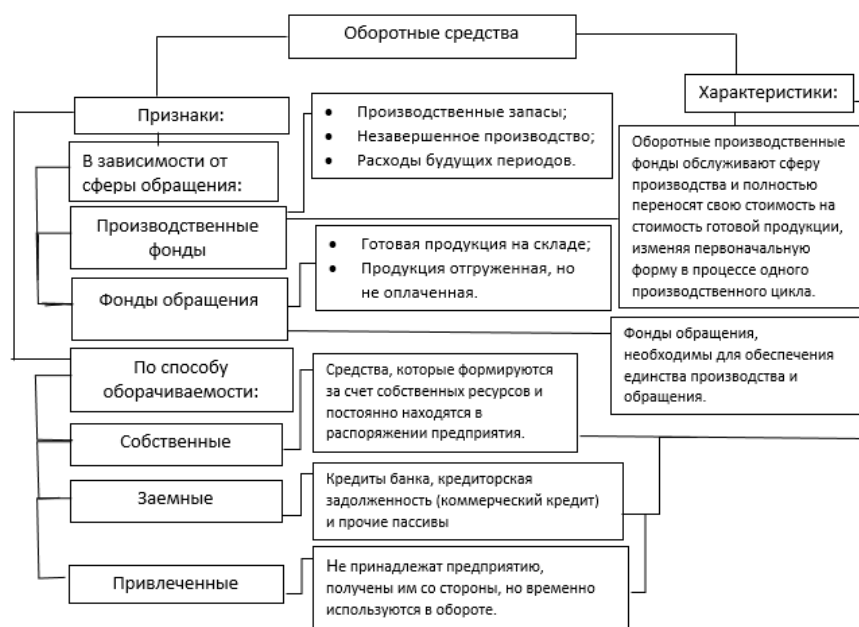 Оборотные средства
Признаки:
Характеристики:
• Производственные запасы;
• Незавершенное производство;
• Расходы будущих периодов.
Оборотные производственные
фонды обслуживают сферу
производства и полностью
переносят свою стоимость на
стоимость готовой продукции,
изменяя первоначальную
форму в процессе одного
производственного цикла.
В зависимости от
сферы обращения:
Производственные
фонды
• Готовая продукция на складе;
• Продукция отгруженная, но
не оплаченная.
Фонды обращения
Фонды обращения,
необходимы для обеспечения
единства производства и
обращения.
По способу
оборачиваемости:
Средства, которые формируются
за счет собственных ресурсов и
постоянно находятся в
распоряжении предприятия.
Собственные
Заемные
Кредиты банка, кредиторская
задолженность (коммерческий кредит)
и прочие пассивы
Привлеченные
Не принадлежат предприятию,
получены им со стороны, но временно
используются в обороте.